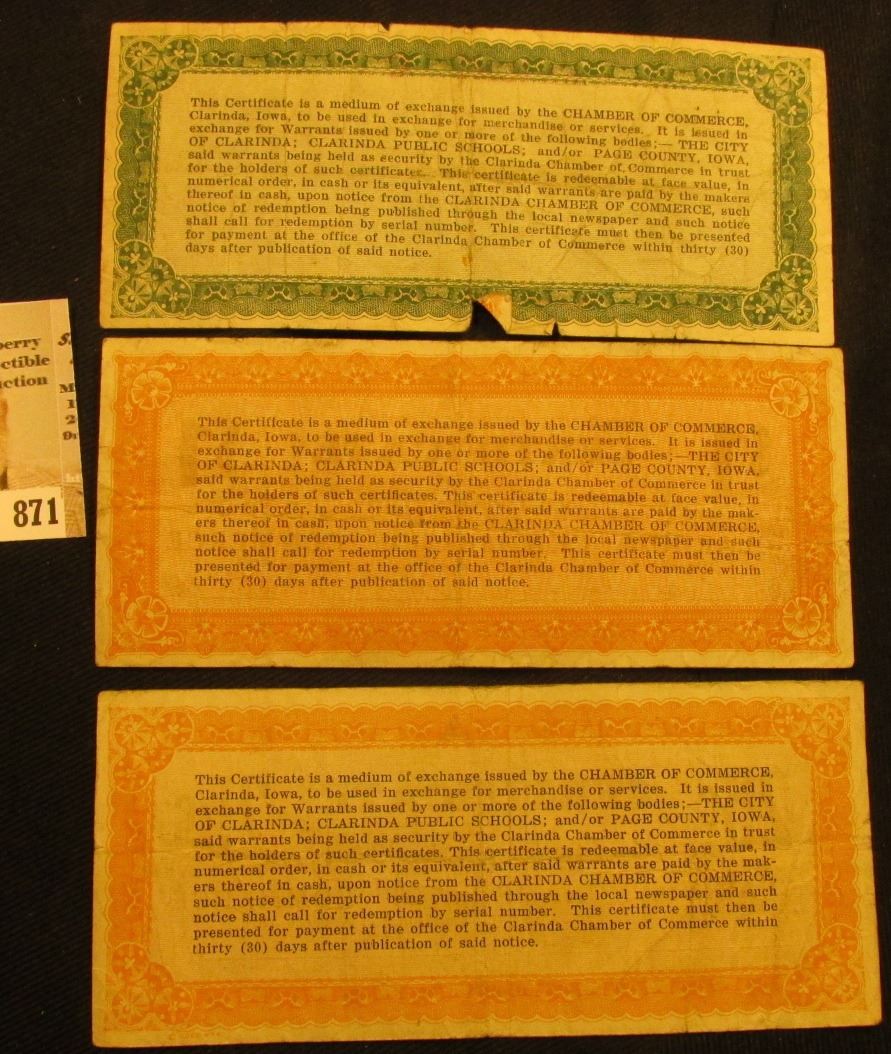 This Certificate is a medium of exchange issued by the CHAMBER OF COMMERCE,
Clarinda, Iowa, to be used in exchange for merchandise or services. It is issued in
exchange for Warrants issued by one or more of the following bodies;— THE CITY
OF CLARINDA; CLARINDA PUBLIC SCHOOLS; and/or PAGE COUNTY, IOWA,
said warrants being held as security by the Clarinda Chamber of Commerce in trust
for the holders of such certificates. This certificate is redeemable at face value, in
numerical order, in cash or its equivalent, after said warrants are paid by the makers
thereof in cash, upon notice from the CLARINDA CHAMBER OF COMMERCE, such
notice of redemption being published through the local newspaper and such notice
shall call for redemption by serial number. This certificate must then be presented
for payment at the office of the Clarinda Chamber of Commerce within thirty (30)
days after publication of said notice.
871
This Certificate is a medium of exchange issued by the CHAMBER OF COMMERCE,
Clarinda, Iowa, to be used in exchange for merchandise or services. It is issued in
exchange for Warrants issued by one or more of the following bodies;—THE CITY
OF CLARINDA; CLARINDA PUBLIC SCHOOLS; and/or PAGE COUNTY, IOWA,
said warrants being held as security by the Clarinda Chamber of Commerce in trust
for the holders of such certificates. This certificate is redeemable at face value, in
numerical order, in cash or its equivalent, after said warrants are paid by the mak-
ers thereof in cash, upon notice from the CLARINDA CHAMBER OF COMMERCE,
such notice of redemption being published through the local newspaper and such
notice shall call for redemption by serial number. This certificate must then be
presented for payment at the office of the Clarinda Chamber of Commerce within
thirty (30) days after publication of said notice.
This Certificate is a medium of exchange issued by the CHAMBER OF COMMERCE,
Clarinda, Iowa, to be used in exchange for merchandise or services. It is issued in
exchange for Warrants issued by one or more of the following bodies;—THE CITY
OF CLARINDA; CLARINDA PUBLIC SCHOOLS; and/or PAGE COUNTY, IOWA,
said warrants being held as security by the Clarinda Chamber of Commerce in trust
for the holders of such certificates. This certificate is redeemable at face value, in
numerical order, in cash or its equivalent, after said warrants are paid by the mak-
ers thereof in cash, upon notice from the CLARINDA CHAMBER OF COMMERCE,
such notice of redemption being published through the local newspaper and such
notice shall call for redemption by serial number. This certificate must then be
presented for payment at the office of the Clarinda Chamber of Commerce within
thirty (30) days after publication of said notice.